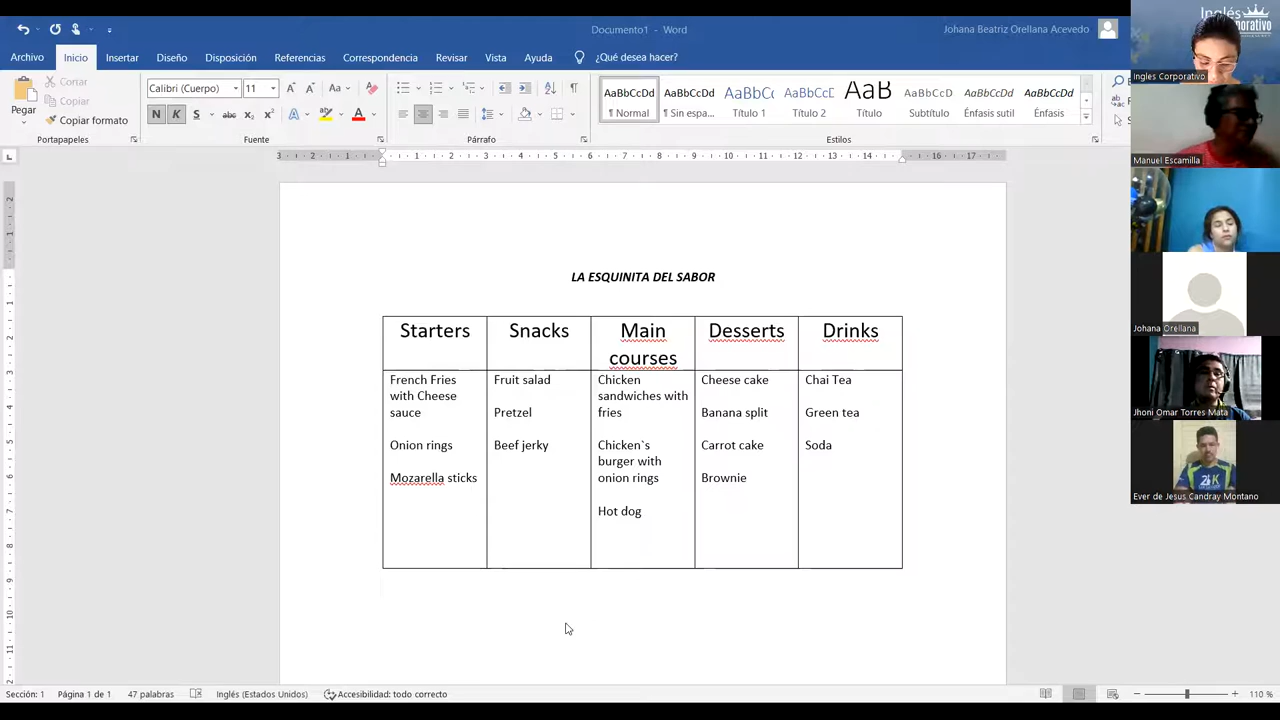 Documento1 - Word
Johana Beatriz Orellana Acevedo
Inglés
Corporativo
Archivo
Inicio
Insertar
Diseño
Disposición
Referencias
Correspondencia
Revisar
Vista
Ayuda
¿Qué desea hacer?
Pegar
Cortar
Copiar
Copiar formato
Portapapeles
Calibri (Cuerpo)
11
Fuente
Párrafo
AaBbCcDd
¶ Normal
AaBbCcDd
¶ Sin espa...
AaBbCc
Título 1
AaBbCcD
Título 2
AaB
Título
AaBbCcD
Subtítulo
AaBbCcDd
Énfasis sutil
AaBbCcDd
Énfasis
Estilos
LA ESQUINITA DEL SABOR
Starters
Snacks
Main
courses
Desserts
Drinks
French Fries
with Cheese
sauce
Onion rings
Mozarella sticks
Fruit salad
Pretzel
Beef jerky
Chicken
sandwiches with
fries
Chicken`s
burger with
onion rings
Hot dog
Cheese cake
Banana split
Carrot cake
Brownie
Chai Tea
Green tea
Soda
Ingles Corporativo
Manuel Escamilla
Johana Orellana
Jhoni Omar Torres Mata
Ever de Jesus Candray Montano
Sección: 1
Página 1 de 1
47 palabras
Inglés (Estados Unidos)
Accesibilidad: todo correcto
110 %